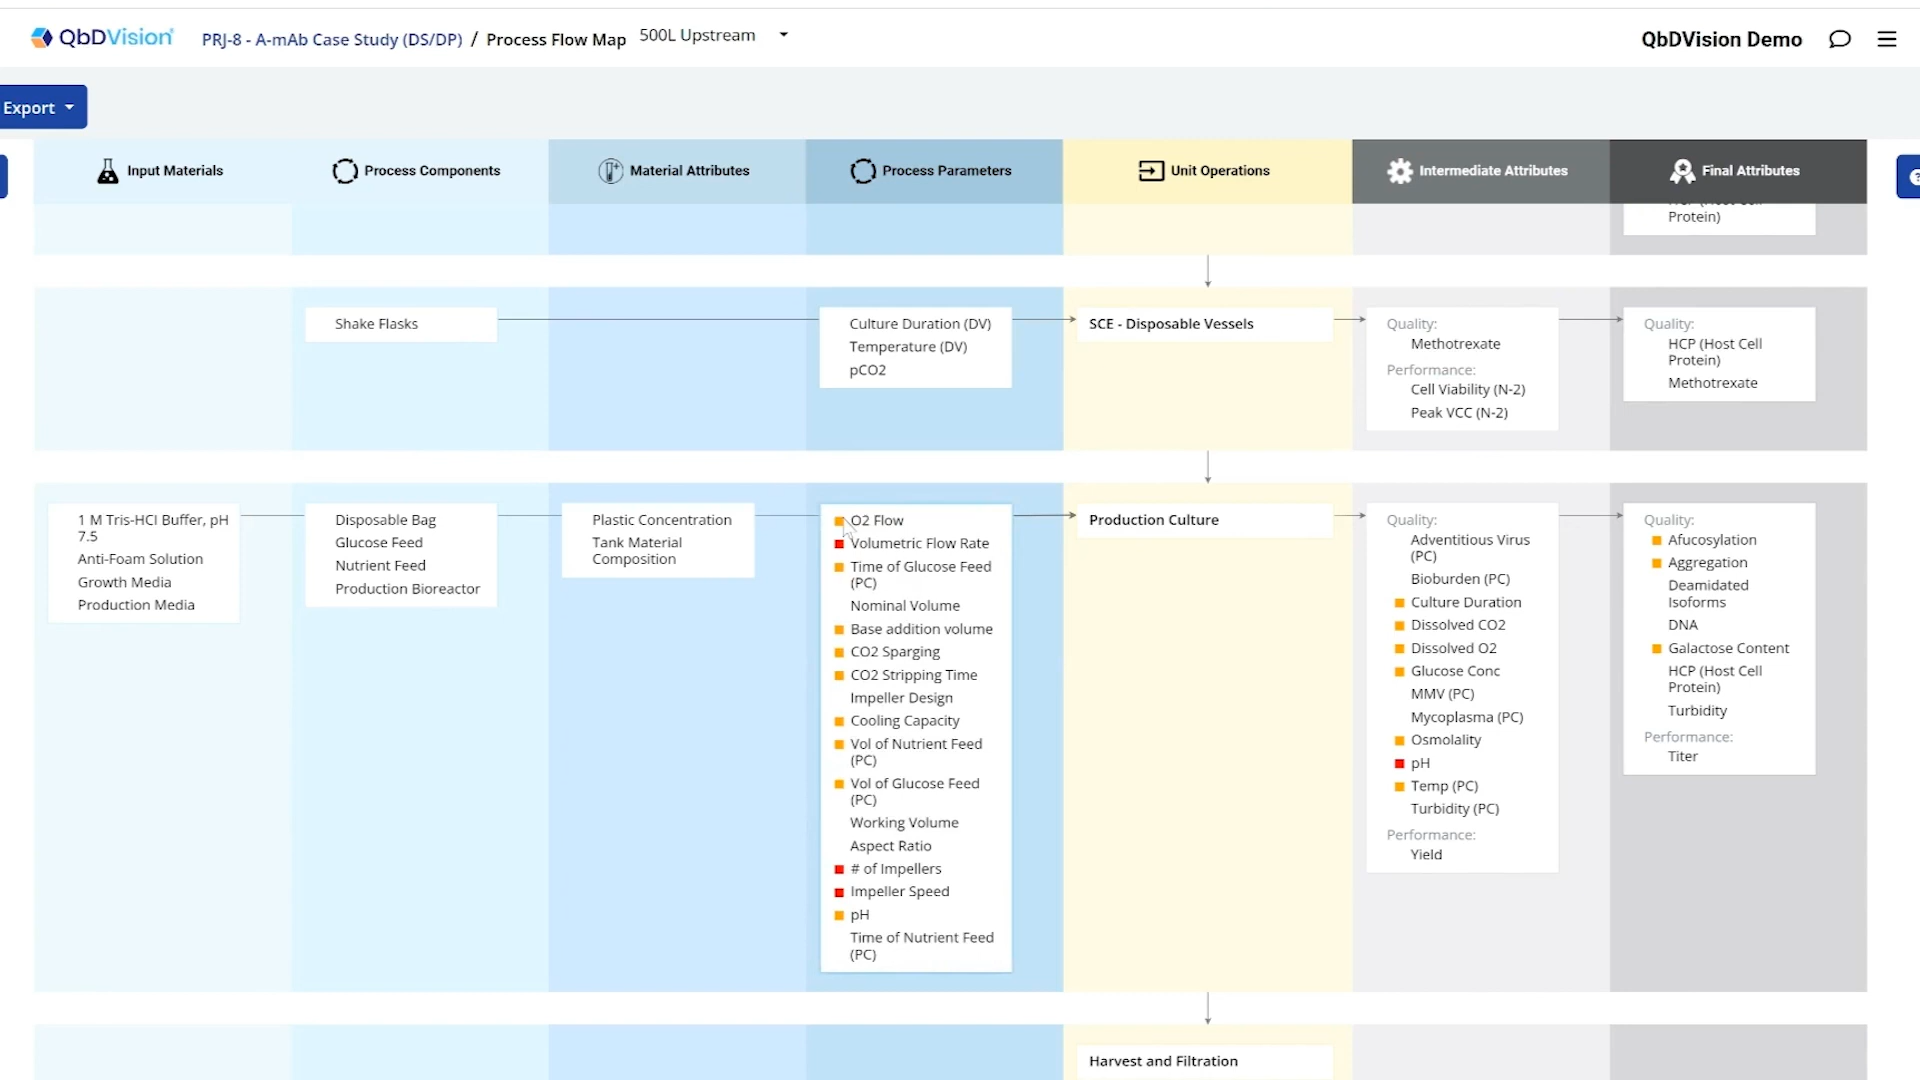 QbDVision®
PRJ-8 - A-mAb Case Study (DS/DP) / Process Flow Map
500L Upstream
QbDVision Demo
Export
Input Materials
Process Components
Material Attributes
Process Parameters
Unit Operations
Intermediate Attributes
Final Attributes
Protein)
Shake Flasks
Culture Duration (DV)
Temperature (DV)
pCO2
SCE - Disposable Vessels
Quality:
Methotrexate
Performance:
Cell Viability (N-2)
Peak VCC (N-2)
Quality:
HCP (Host Cell
Protein)
Methotrexate
1 M Tris-HCl Buffer, pH
7.5
Anti-Foam Solution
Growth Media
Production Media
Disposable Bag
Glucose Feed
Nutrient Feed
Production Bioreactor
Plastic Concentration
Tank Material
Composition
O2 Flow
Volumetric Flow Rate
Time of Glucose Feed
(PC)
Nominal Volume
Base addition volume
CO2 Sparging
CO2 Stripping Time
Impeller Design
Cooling Capacity
Vol of Nutrient Feed
(PC)
Vol of Glucose Feed
(PC)
Working Volume
Aspect Ratio
# of Impellers
Impeller Speed
pH
Time of Nutrient Feed
(PC)
Production Culture
Quality:
Adventitious Virus
(PC)
Bioburden (PC)
Culture Duration
Dissolved CO2
Dissolved O2
Glucose Conc
MMV (PC)
Mycoplasma (PC)
Osmolality
pH
Temp (PC)
Turbidity (PC)
Performance:
Yield
Quality:
Afucosylation
Aggregation
Deamidated
Isoforms
DNA
Galactose Content
HCP (Host Cell
Protein)
Turbidity
Performance:
Titer
Harvest and Filtration